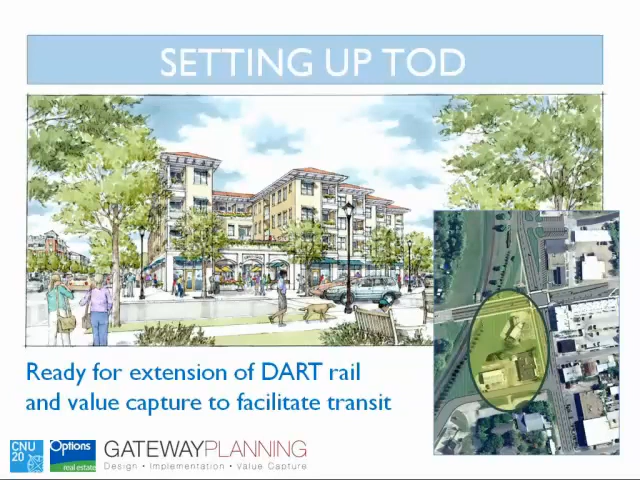 SETTING UP TOD
Ready for extension of DART rail
and value capture to facilitate transit
CNU
20
Options
real estate
GATEWAYPLANNING
Design • Implementation • Value Capture